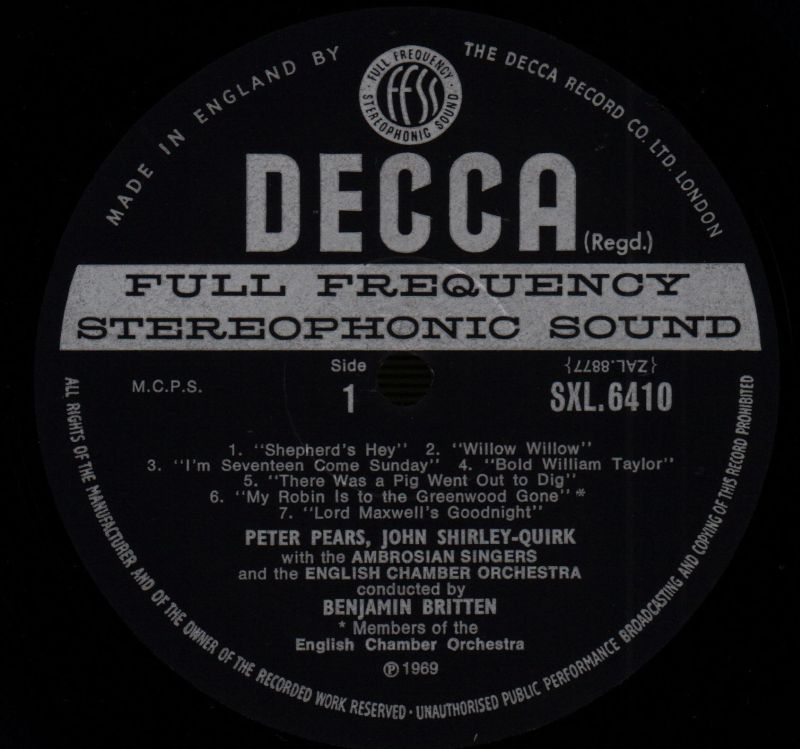 MADE IN ENGLAND BY
THE DECCA RECORD CO. LTD. LONDON
FULL FREQUENCY
ffss
STEREOPHONIC SOUND
DECCA
(Regd.)
FULL FREQUENCY
STEREOPHONIC SOUND
M.C.P.S.
Side
1
{ZAL.8877}
SXL.6410
1. "Shepherd's Hey" 2. "Willow Willow"
3. "I'm Seventeen Come Sunday" 4. "Bold William Taylor"
5. "There Was a Pig Went Out to Dig"
6. "My Robin Is to the Greenwood Gone" *
7. "Lord Maxwell's Goodnight"
PETER PEARS, JOHN SHIRLEY-QUIRK
with the AMBROSIAN SINGERS
and the ENGLISH CHAMBER ORCHESTRA
conducted by
BENJAMIN BRITTEN
* Members of the
English Chamber Orchestra
℗ 1969
ALL RIGHTS OF THE MANUFACTURER AND OF THE OWNER OF THE RECORDED WORK RESERVED · UNAUTHORISED PUBLIC PERFORMANCE BROADCASTING AND COPYING OF THIS RECORD PROHIBITED